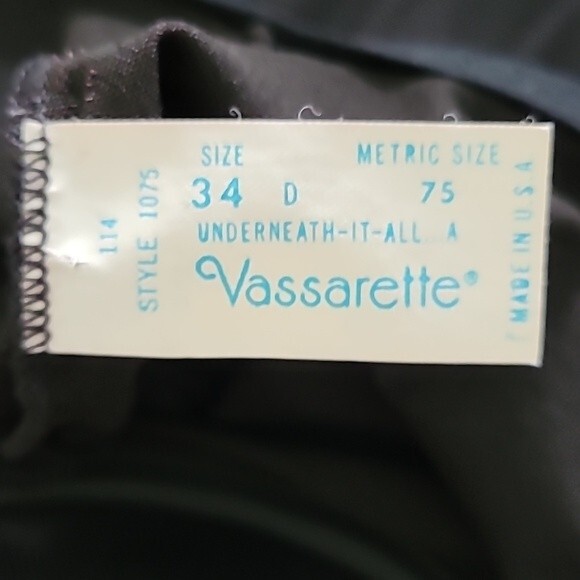 SIZE METRIC SIZE
34 D 75
UNDERNEATH-IT-ALL A
Vassarette®
STYLE 1075
114
MADE IN U.S.A